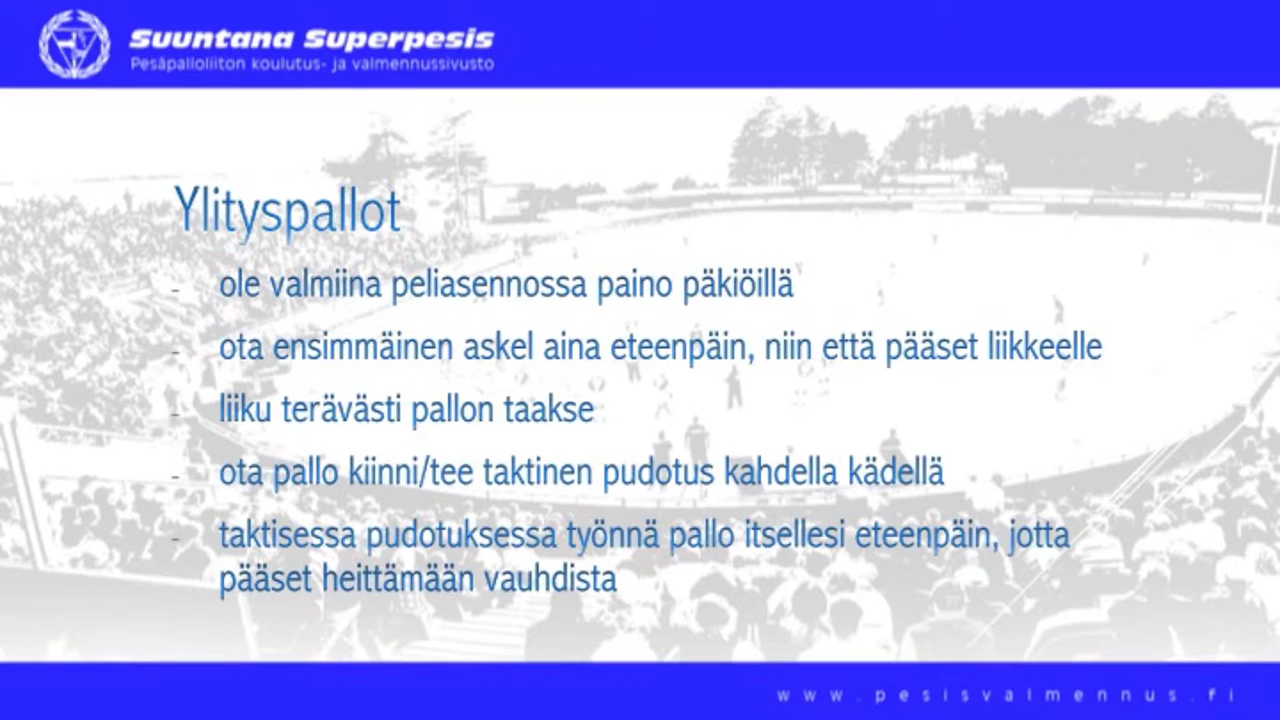 Suuntana Superpesis
Pesäpalloliiton koulutus- ja valmennussivusto
Ylityspallot
- ole valmiina peliasennossa paino päkiöillä
- ota ensimmäinen askel aina eteenpäin, niin että pääset liikkeelle
- liiku terävästi pallon taakse
- ota pallo kiinni/tee taktinen pudotus kahdella kädellä
- taktisessa pudotuksessa työnnä pallo itsellesi eteenpäin, jotta
pääset heittämään vauhdista
www.pesisvalmennus.fi